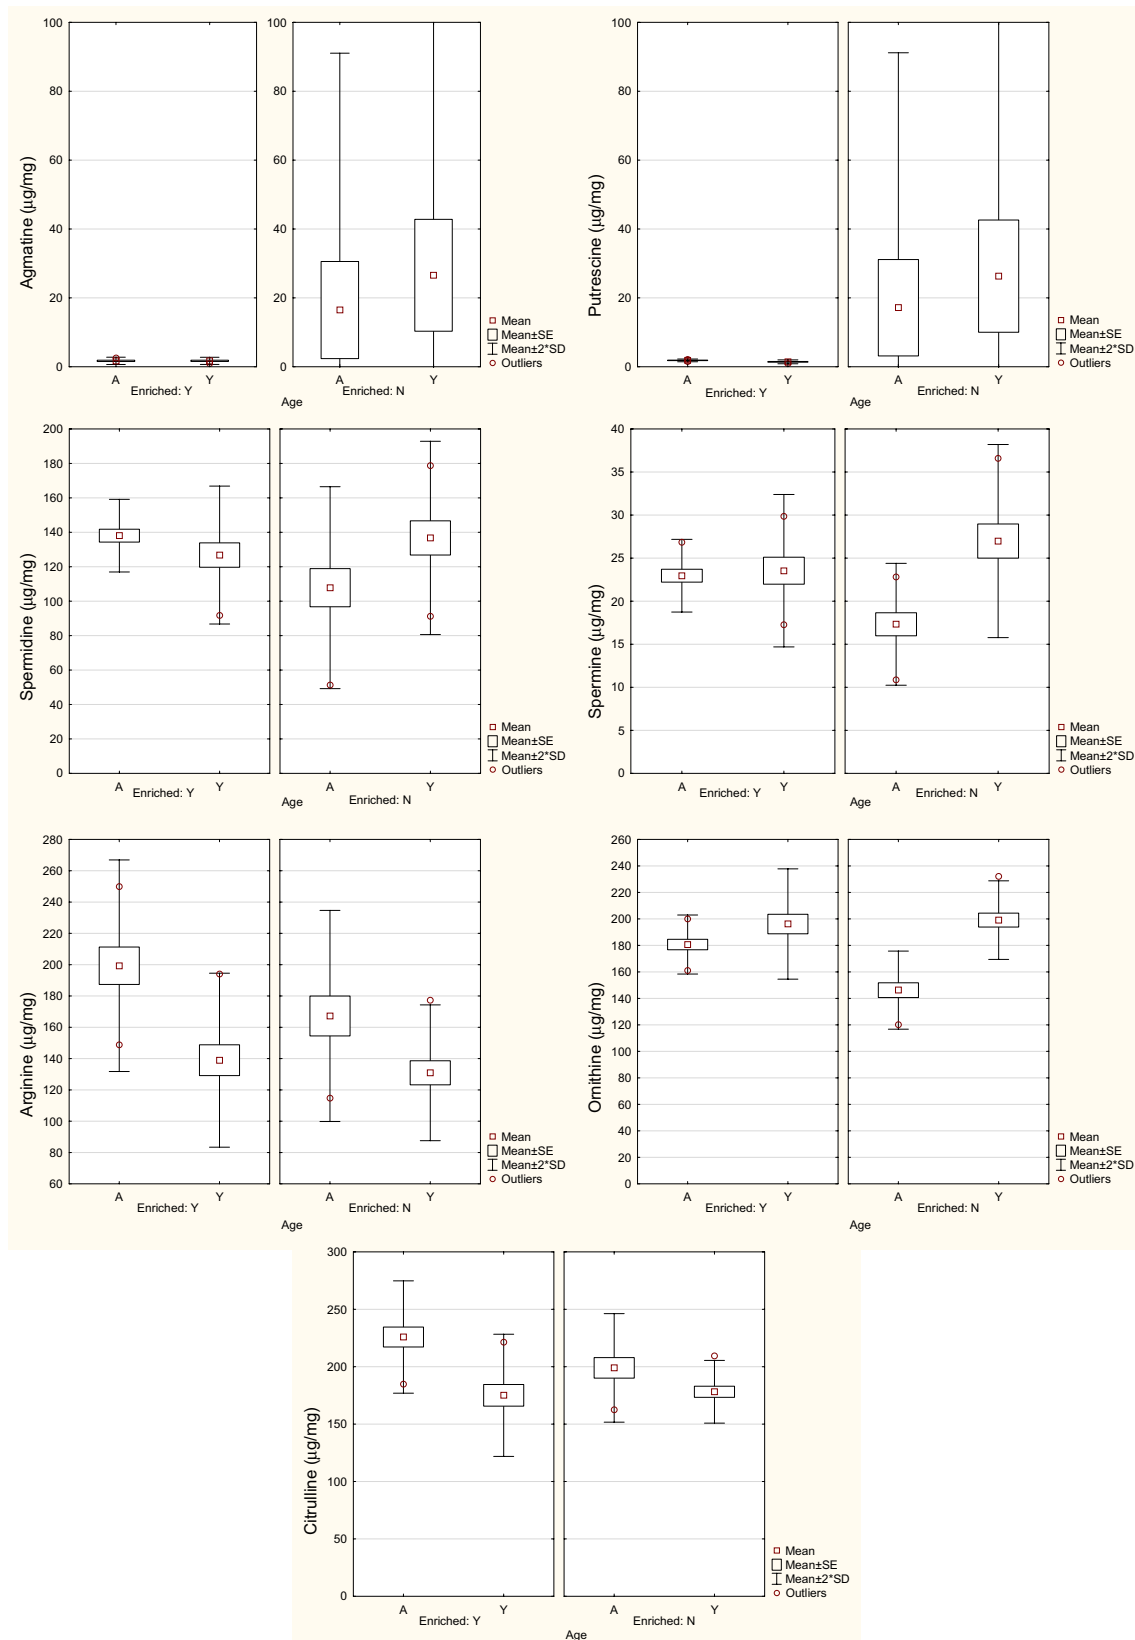 Agmatine (µg/mg)
100
80
60
40
20
0
A
Y
Enriched: Y
100
80
60
40
20
0
A
Y
Enriched: N
Age
Mean
Mean±SE
Mean±2*SD
Outliers
Putrescine (µg/mg)
100
80
60
40
20
0
A
Y
Enriched: Y
A
Y
Enriched: N
Age
Mean
Mean±SE
Mean±2*SD
Outliers
Spermidine (µg/mg)
200
180
160
140
120
100
80
60
40
20
0
A
Y
Enriched: Y
A
Y
Enriched: N
Age
Mean
Mean±SE
Mean±2*SD
Outliers
Spermine (µg/mg)
40
35
30
25
20
15
10
5
0
A
Y
Enriched: Y
A
Y
Enriched: N
Age
Mean
Mean±SE
Mean±2*SD
Outliers
Arginine (µg/mg)
280
260
240
220
200
180
160
140
120
100
80
60
A
Y
Enriched: Y
A
Y
Enriched: N
Age
Mean
Mean±SE
Mean±2*SD
Outliers
Ornithine (µg/mg)
260
240
220
200
180
160
140
120
100
80
60
40
20
0
A
Y
Enriched: Y
A
Y
Enriched: N
Age
Mean
Mean±SE
Mean±2*SD
Outliers
Citrulline (µg/mg)
300
250
200
150
100
50
0
A
Y
Enriched: Y
A
Y
Enriched: N
Age
Mean
Mean±SE
Mean±2*SD
Outliers